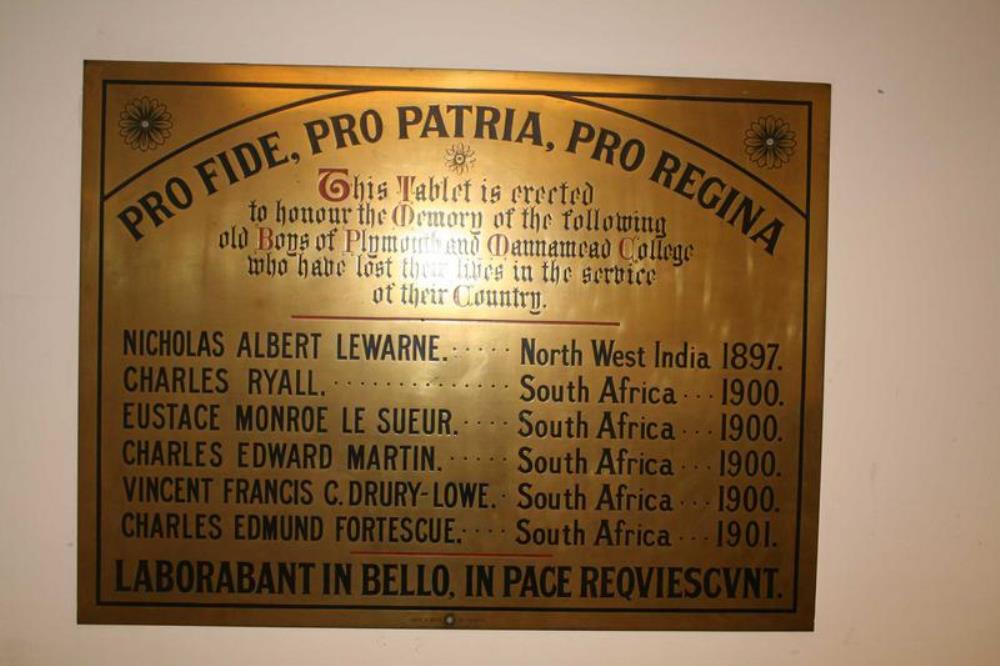 PRO FIDE, PRO PATRIA, PRO REGINA
This Tablet is erected
to honour the Memory of the following
old Boys of Plymouth and Mannamead College
who have lost their lives in the service
of their Country.
NICHOLAS ALBERT LEWARNE. ····· North West India 1897.
CHARLES RYALL. ·············· South Africa ··· 1900.
EUSTACE MONROE LE SUEUR. ···· South Africa ··· 1900.
CHARLES EDWARD MARTIN. ····· South Africa ··· 1900.
VINCENT FRANCIS C. DRURY-LOWE. · South Africa ··· 1900.
CHARLES EDMUND FORTESCUE. ···· South Africa ··· 1901.
LABORABANT IN BELLO, IN PACE REQVIESCVNT.